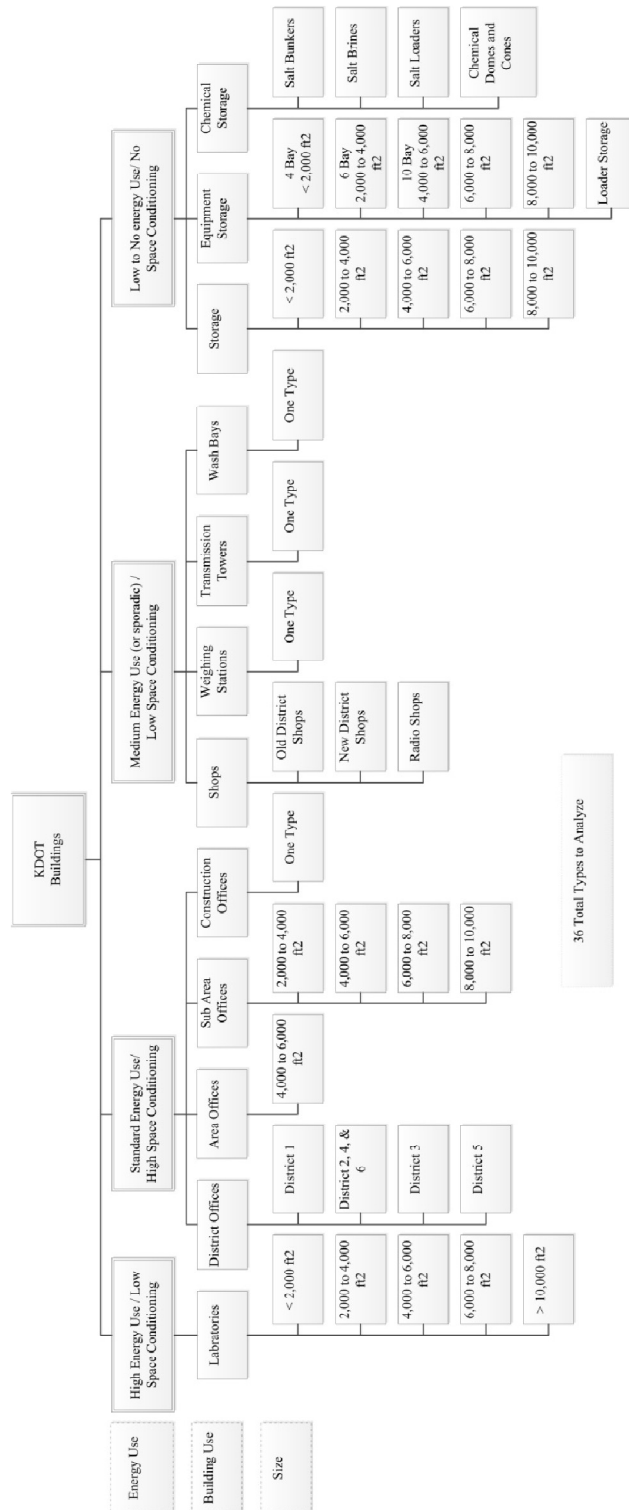 KDOT
Buildings
Energy Use
High Energy Use / Low
Space Conditioning
Standard Energy Use/
High Space Conditioning
Medium Energy Use (or sporadic) /
Low Space Conditioning
Low to No energy Use/ No
Space Conditioning
Building Use
Labratories
District Offices
Area Offices
Sub Area
Offices
Construction
Offices
Shops
Weighing
Stations
Transmission
Towers
Wash Bays
Storage
Equipment
Storage
Chemical
Storage
Size
< 2,000 ft2
2,000 to 4,000
ft2
4,000 to 6,000
ft2
6,000 to 8,000
ft2
> 10,000 ft2
District 1
District 2, 4, &
6
District 3
District 5
4,000 to 6,000
ft2
2,000 to 4,000
ft2
4,000 to 6,000
ft2
6,000 to 8,000
ft2
8,000 to 10,000
ft2
One Type
Old District
Shops
New District
Shops
Radio Shops
One Type
One Type
One Type
< 2,000 ft2
2,000 to 4,000
ft2
4,000 to 6,000
ft2
6,000 to 8,000
ft2
8,000 to 10,000
ft2
4 Bay
< 2,000 ft2
6 Bay
2,000 to 4,000
ft2
10 Bay
4,000 to 6,000
ft2
6,000 to 8,000
ft2
8,000 to 10,000
ft2
Loader Storage
Salt Bunkers
Salt Brines
Salt Loaders
Chemical
Domes and
Cones
36 Total Types to Analyze